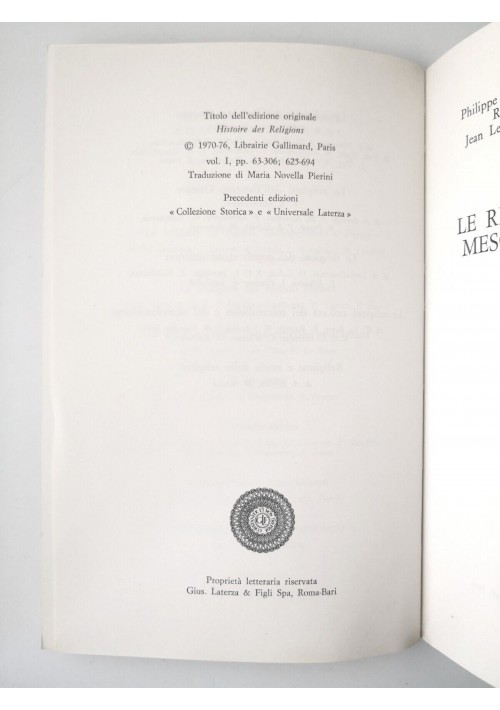 Titolo dell'edizione originale
Histoire des Religions
© 1970-76, Librairie Gallimard, Paris
vol. I, pp. 63-306; 625-694
Traduzione di Maria Novella Pierini
Precedenti edizioni
« Collezione Storica » e « Universale Laterza »
Proprietà letteraria riservata
Gius. Laterza & Figli Spa, Roma-Bari
Philippe
R
Jean Le
LE R
MESO